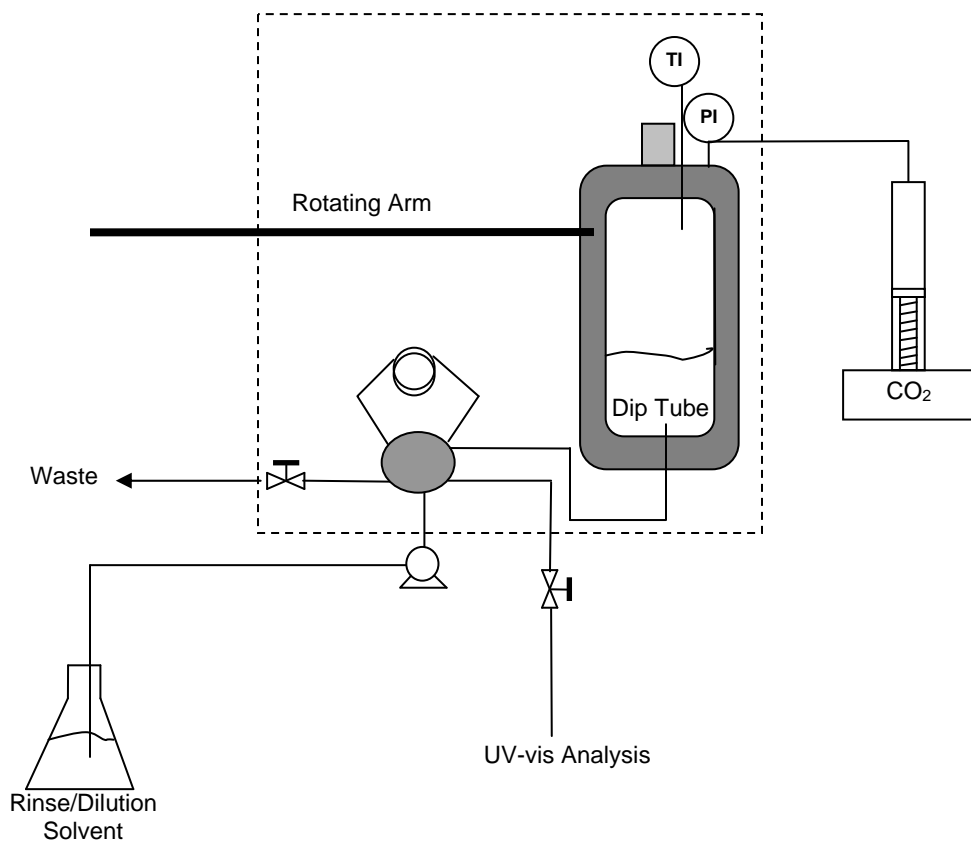 TI
PI
Rotating Arm
Dip Tube
CO₂
Waste
UV-vis Analysis
Rinse/Dilution
Solvent